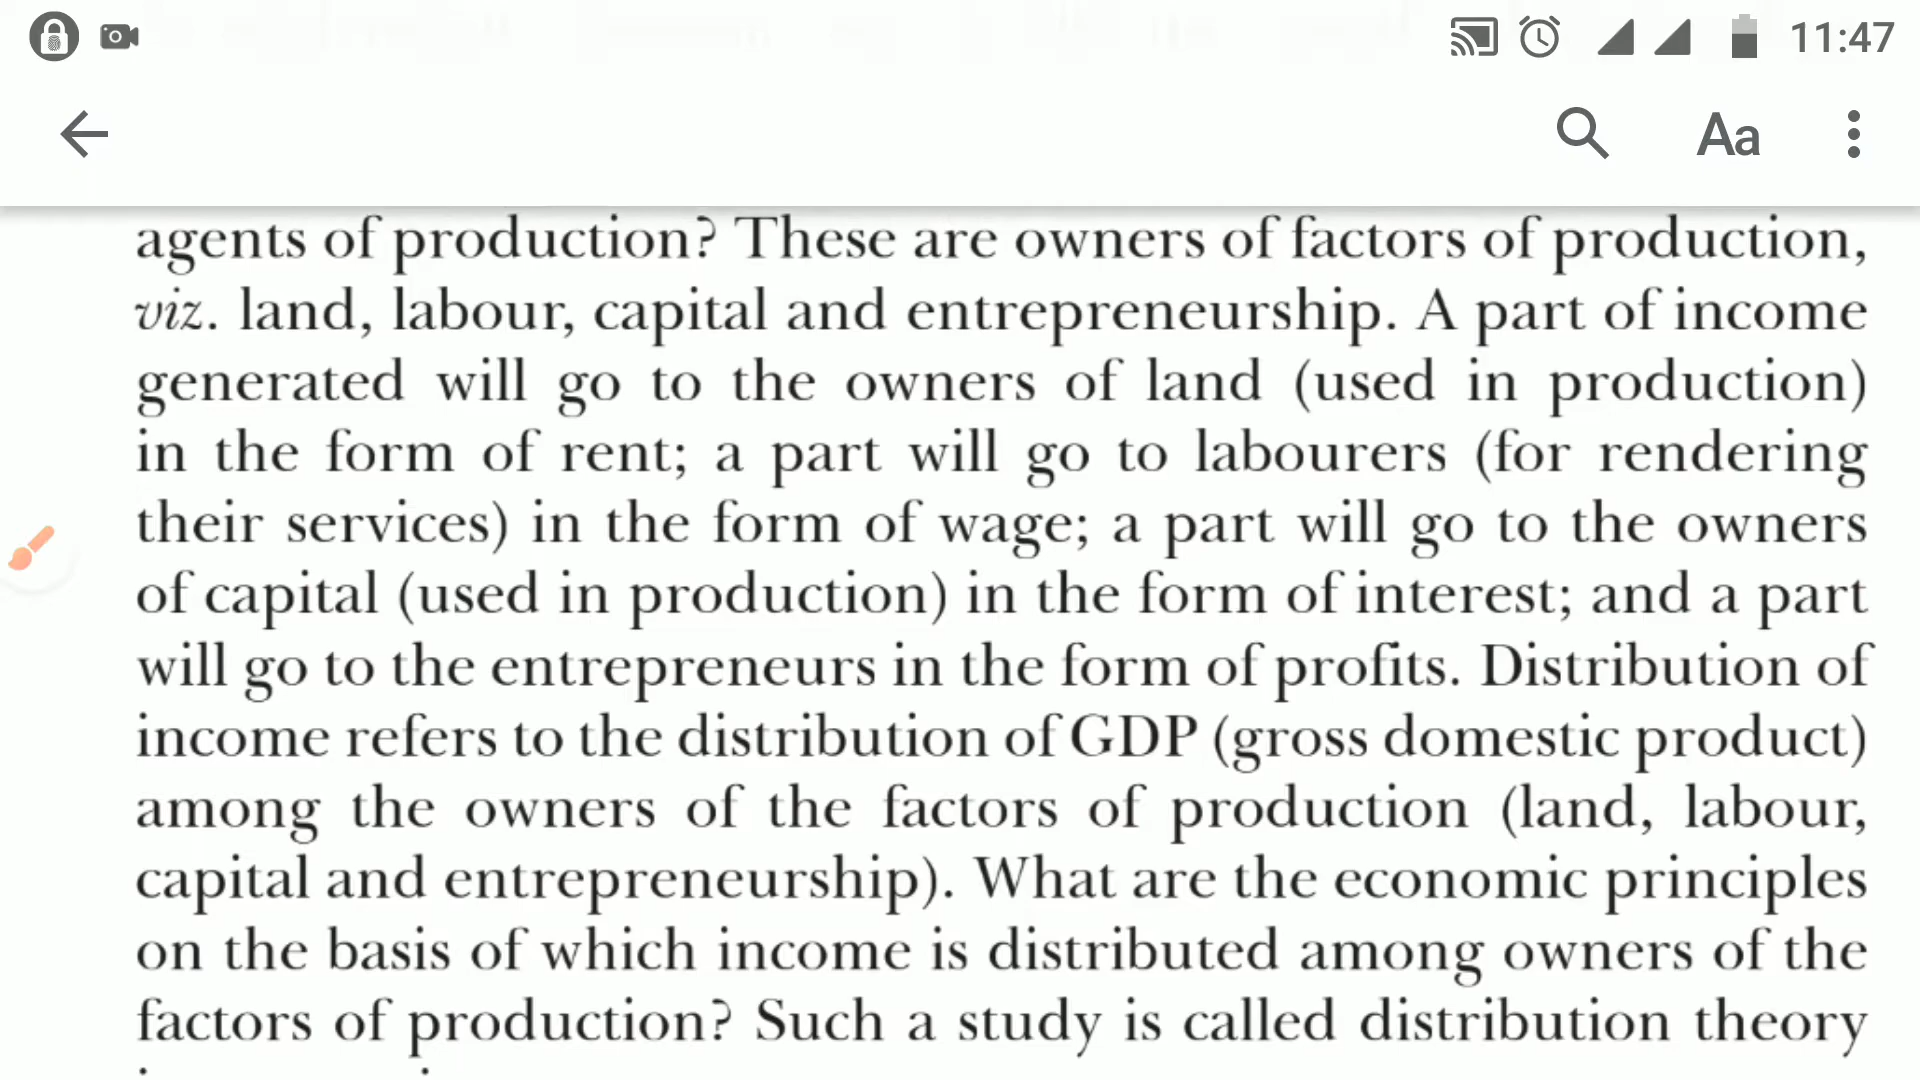 11:47
Aa
agents of production? These are owners of factors of production,
viz. land, labour, capital and entrepreneurship. A part of income
generated will go to the owners of land (used in production)
in the form of rent; a part will go to labourers (for rendering
their services) in the form of wage; a part will go to the owners
of capital (used in production) in the form of interest; and a part
will go to the entrepreneurs in the form of profits. Distribution of
income refers to the distribution of GDP (gross domestic product)
among the owners of the factors of production (land, labour,
capital and entrepreneurship). What are the economic principles
on the basis of which income is distributed among owners of the
factors of production? Such a study is called distribution theory